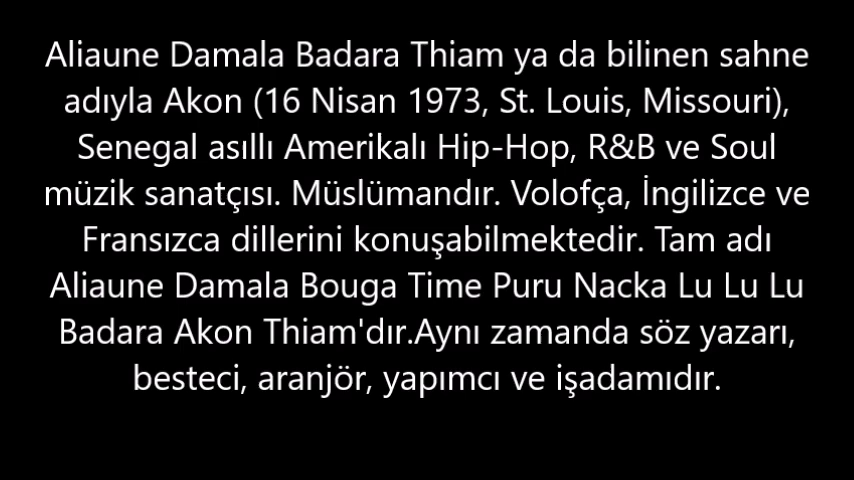 Aliaune Damala Badara Thiam ya da bilinen sahne
adıyla Akon (16 Nisan 1973, St. Louis, Missouri),
Senegal asıllı Amerikalı Hip-Hop, R&B ve Soul
müzik sanatçısı. Müslümandır. Volofça, İngilizce ve
Fransızca dillerini konuşabilmektedir. Tam adı
Aliaune Damala Bouga Time Puru Nacka Lu Lu Lu
Badara Akon Thiam'dır.Aynı zamanda söz yazarı,
besteci, aranjör, yapımcı ve işadamıdır.